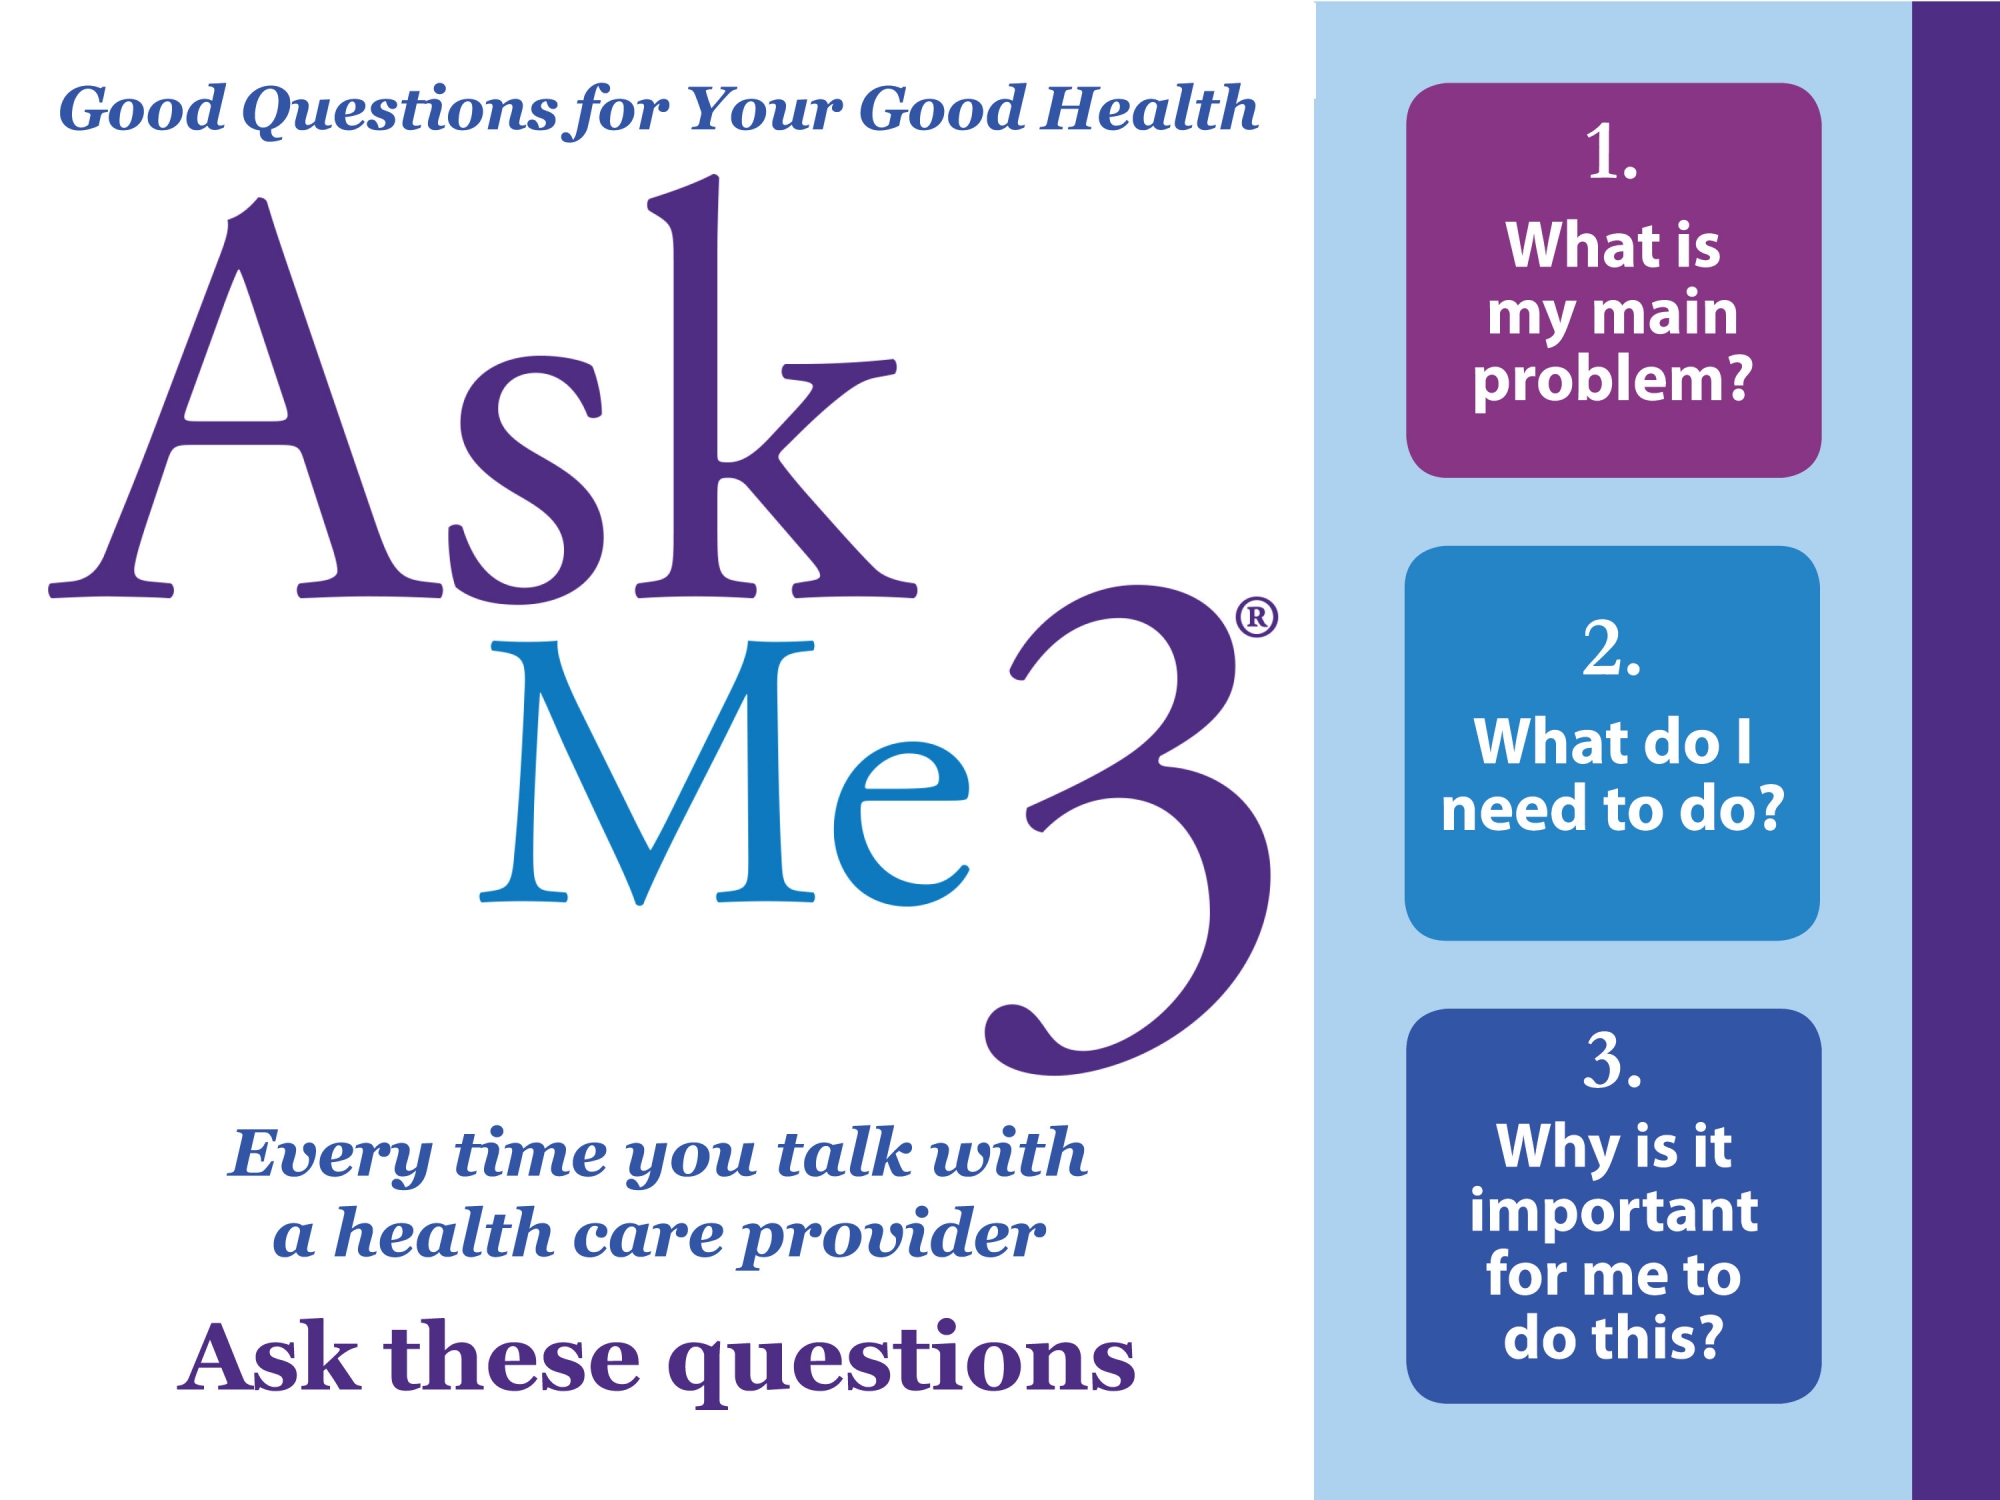 Good Questions for Your Good Health
Ask
Me 3®
Every time you talk with
a health care provider
Ask these questions
1.
What is
my main
problem?
2.
What do I
need to do?
3.
Why is it
important
for me to
do this?